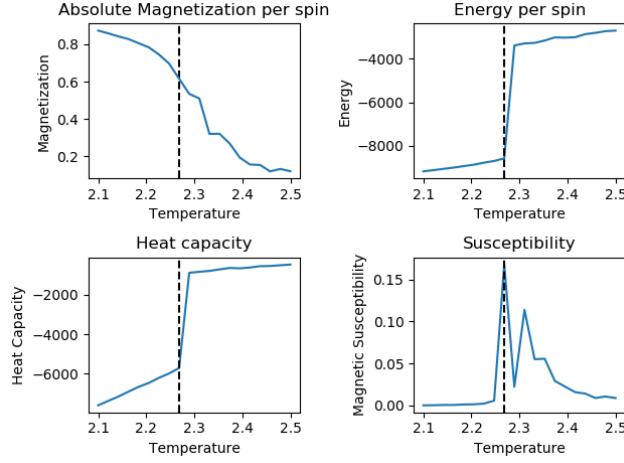 Absolute Magnetization per spin
Magnetization
0.8
0.6
0.4
0.2
2.1 2.2 2.3 2.4 2.5
Temperature
Energy per spin
Energy
−4000
−6000
−8000
2.1 2.2 2.3 2.4 2.5
Temperature
Heat capacity
Heat Capacity
−2000
−4000
−6000
2.1 2.2 2.3 2.4 2.5
Temperature
Susceptibility
Magnetic Susceptibility
0.15
0.10
0.05
0.00
2.1 2.2 2.3 2.4 2.5
Temperature